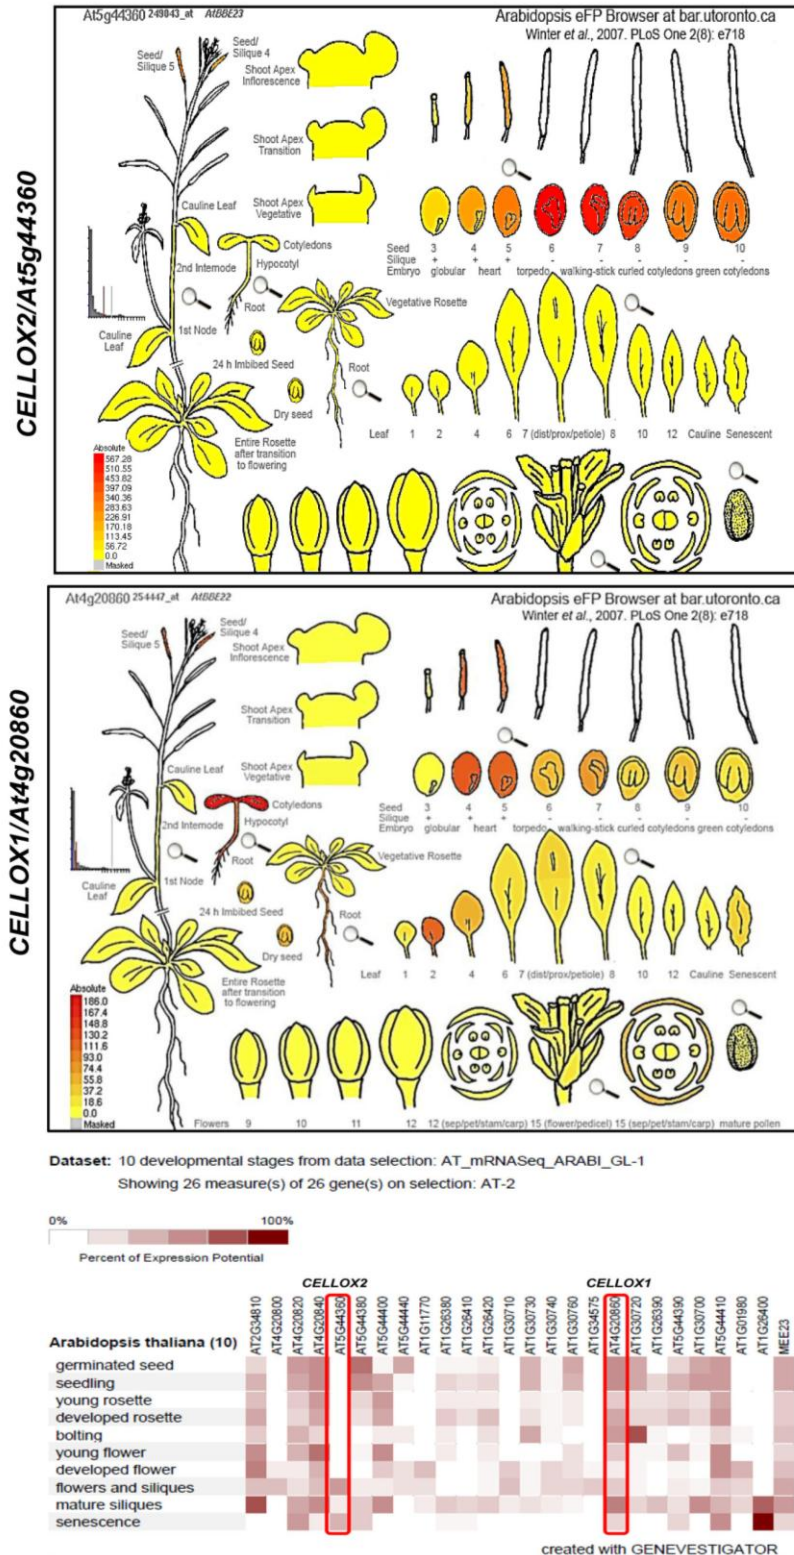 At5g44360 249043_at AtBBE23
Arabidopsis eFP Browser at bar.utoronto.ca
Winter et al., 2007. PLoS One 2(8): e718
CELLOX2/At5g44360
Seed/
Silique 5
Seed/
Silique 4
Shoot Apex
Inflorescence
Shoot Apex
Transition
Shoot Apex
Vegetative
Cauline Leaf
2nd Internode
Cotyledons
Hypocotyl
Root
Seed 3 4 5 6 7 8 9 10
Silique + + + - - - - -
Embryo globular heart torpedo walking-stick curled cotyledons green cotyledons
Vegetative Rosette
1st Node
Cauline
Leaf
24 h Imbibed Seed
Root
Dry seed
Leaf 1 2 4 6 7 (dist/prox/petiole) 8 10 12 Cauline Senescent
Entire Rosette
after transition
to flowering
Absolute
567.28
510.55
453.82
397.09
340.36
283.63
226.91
170.18
113.45
56.72
0.0
Masked
At4g20860 254447_at AtBBE22
Arabidopsis eFP Browser at bar.utoronto.ca
Winter et al., 2007. PLoS One 2(8): e718
CELLOX1/At4g20860
Seed/
Silique 5
Seed/
Silique 4
Shoot Apex
Inflorescence
Shoot Apex
Transition
Shoot Apex
Vegetative
Cauline Leaf
2nd Internode
Cotyledons
Hypocotyl
Root
Seed 3 4 5 6 7 8 9 10
Silique + + + - - - - -
Embryo globular heart torpedo walking-stick curled cotyledons green cotyledons
Vegetative Rosette
1st Node
Cauline
Leaf
24 h Imbibed Seed
Root
Dry seed
Leaf 1 2 4 6 7 (dist/prox/petiole) 8 10 12 Cauline Senescent
Entire Rosette
after transition
to flowering
Absolute
186.0
167.4
148.8
130.2
111.6
93.0
74.4
55.8
37.2
18.6
0.0
Masked
Flowers 9 10 11 12 12 (sep/pet/stam/carp) 15 (flower/pedicel) 15 (sep/pet/stam/carp) mature pollen
Dataset: 10 developmental stages from data selection: AT_mRNASeq_ARABI_GL-1
Showing 26 measure(s) of 26 gene(s) on selection: AT-2
0% 100%
Percent of Expression Potential
CELLOX2 CELLOX1
AT2G34810
AT4G20800
AT4G20820
AT4G20840
AT5G44360
AT5G44380
AT5G44400
AT5G44440
AT1G11770
AT1G26380
AT1G26410
AT1G26420
AT1G30710
AT1G30730
AT1G30740
AT1G30760
AT1G34575
AT4G20860
AT1G30720
AT1G26390
AT5G44390
AT1G30700
AT5G44410
AT1G01980
AT1G26400
MEE23
Arabidopsis thaliana (10)
germinated seed
seedling
young rosette
developed rosette
bolting
young flower
developed flower
flowers and siliques
mature siliques
senescence
created with GENEVESTIGATOR